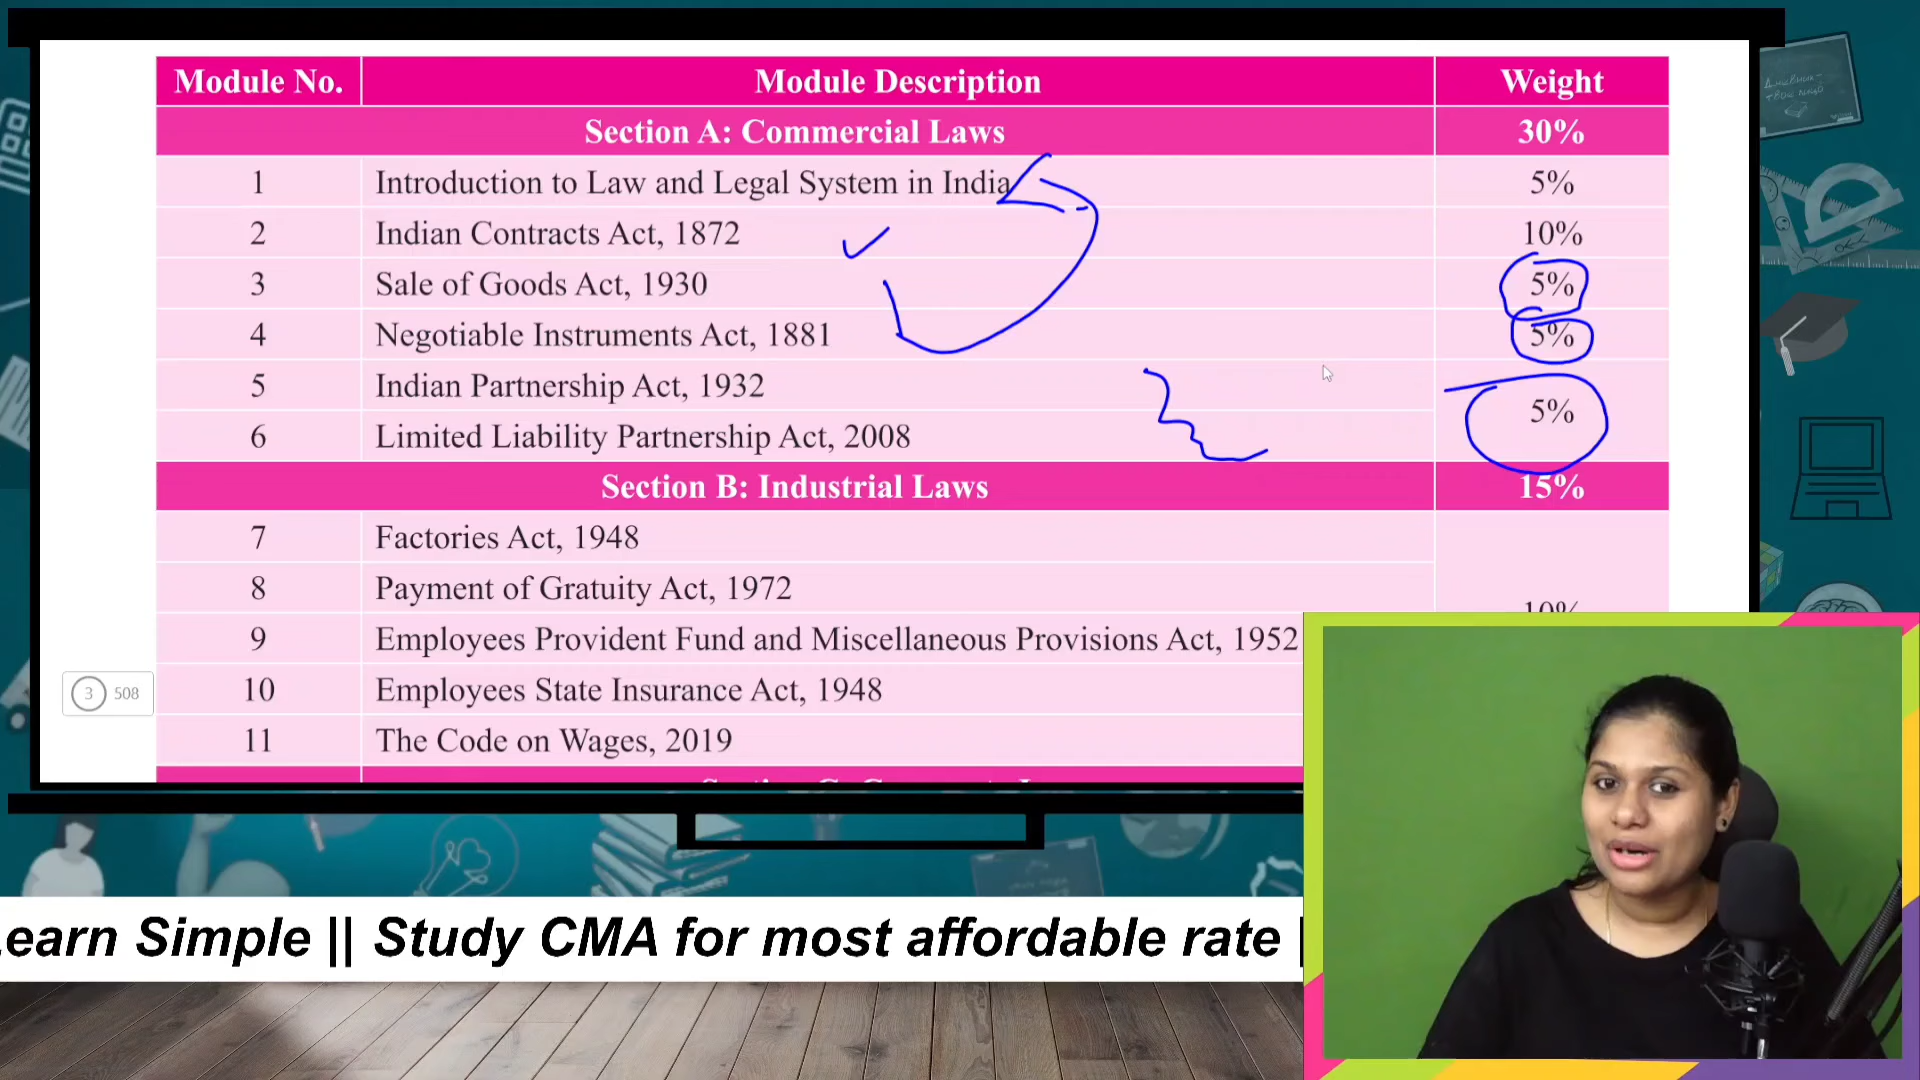 Module No. Module Description Weight
Section A: Commercial Laws 30%
1 Introduction to Law and Legal System in India 5%
2 Indian Contracts Act, 1872 10%
3 Sale of Goods Act, 1930 5%
4 Negotiable Instruments Act, 1881 5%
5 Indian Partnership Act, 1932
5%
6 Limited Liability Partnership Act, 2008
Section B: Industrial Laws 15%
7 Factories Act, 1948
8 Payment of Gratuity Act, 1972
10%
9 Employees Provident Fund and Miscellaneous Provisions Act, 1952
10 Employees State Insurance Act, 1948
11 The Code on Wages, 2019
3 508
earn Simple || Study CMA for most affordable rate |